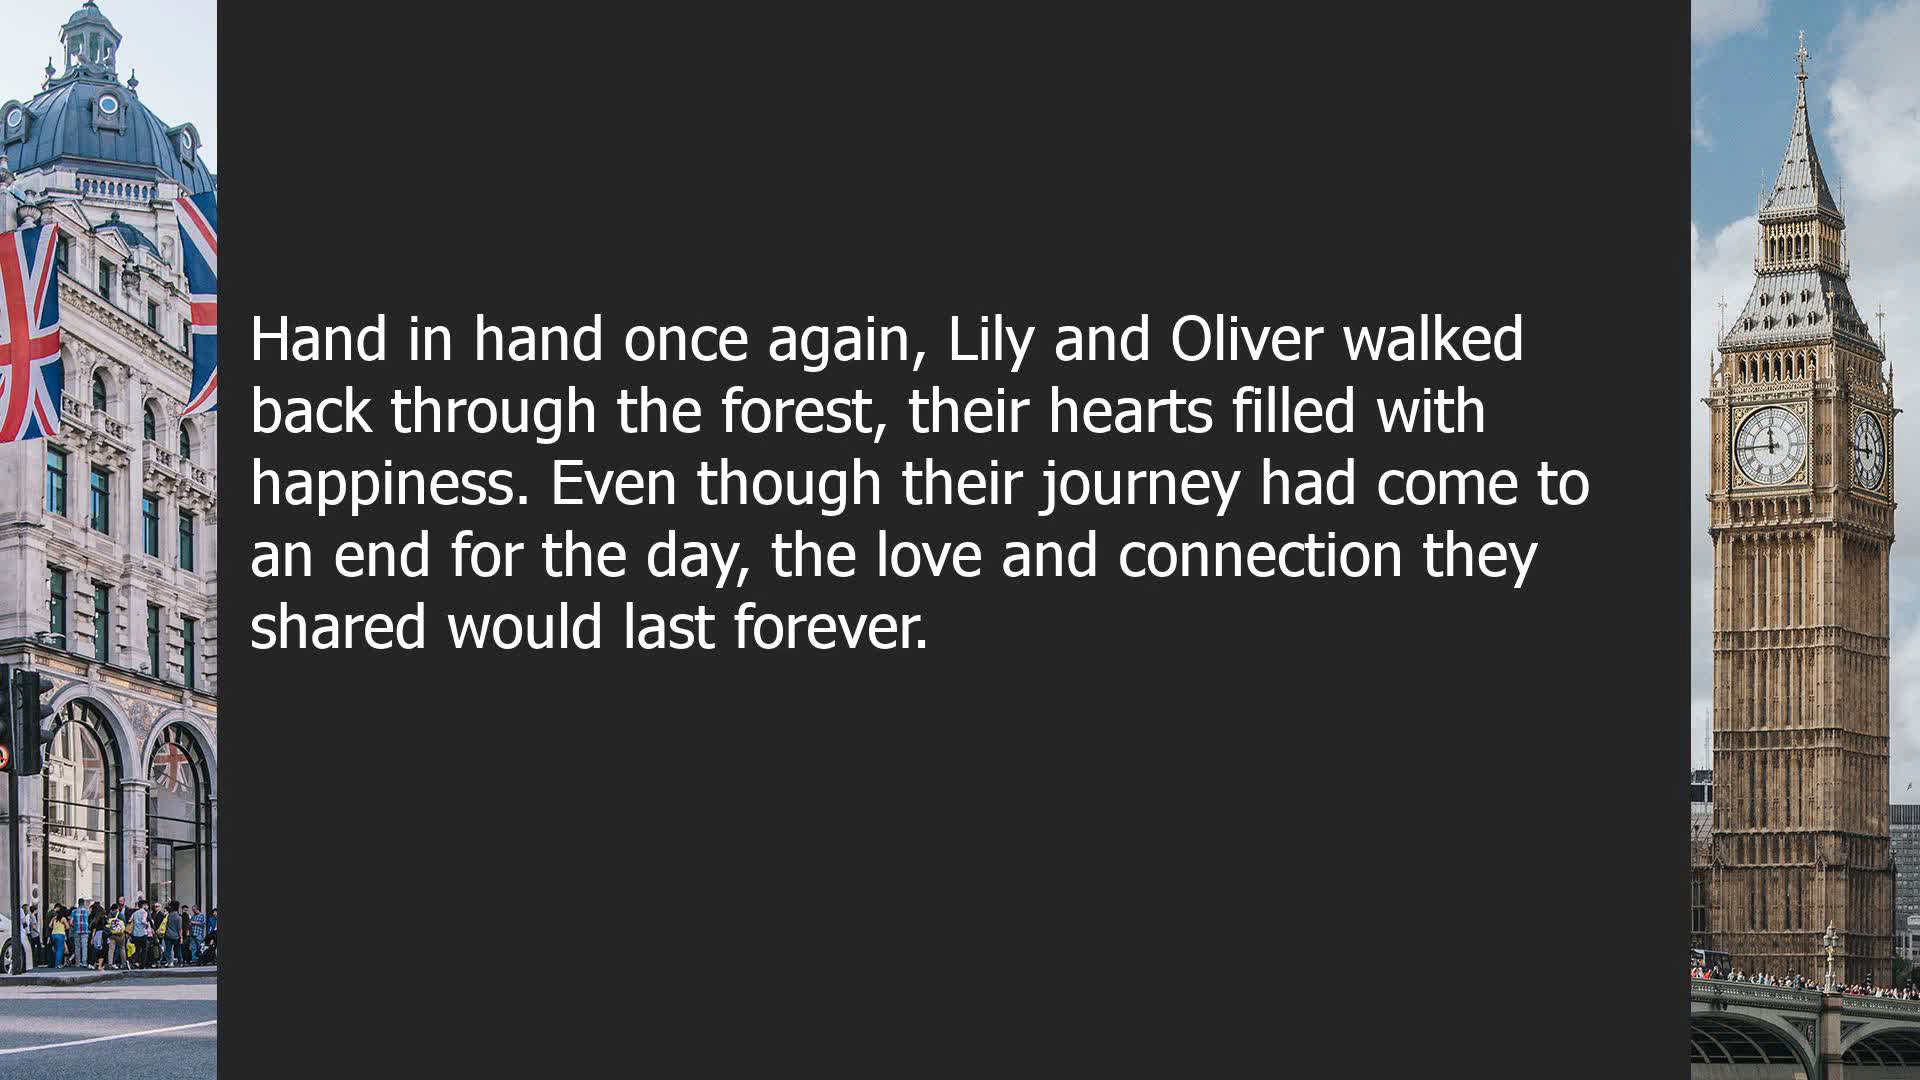 Hand in hand once again, Lily and Oliver walked
back through the forest, their hearts filled with
happiness. Even though their journey had come to
an end for the day, the love and connection they
shared would last forever.